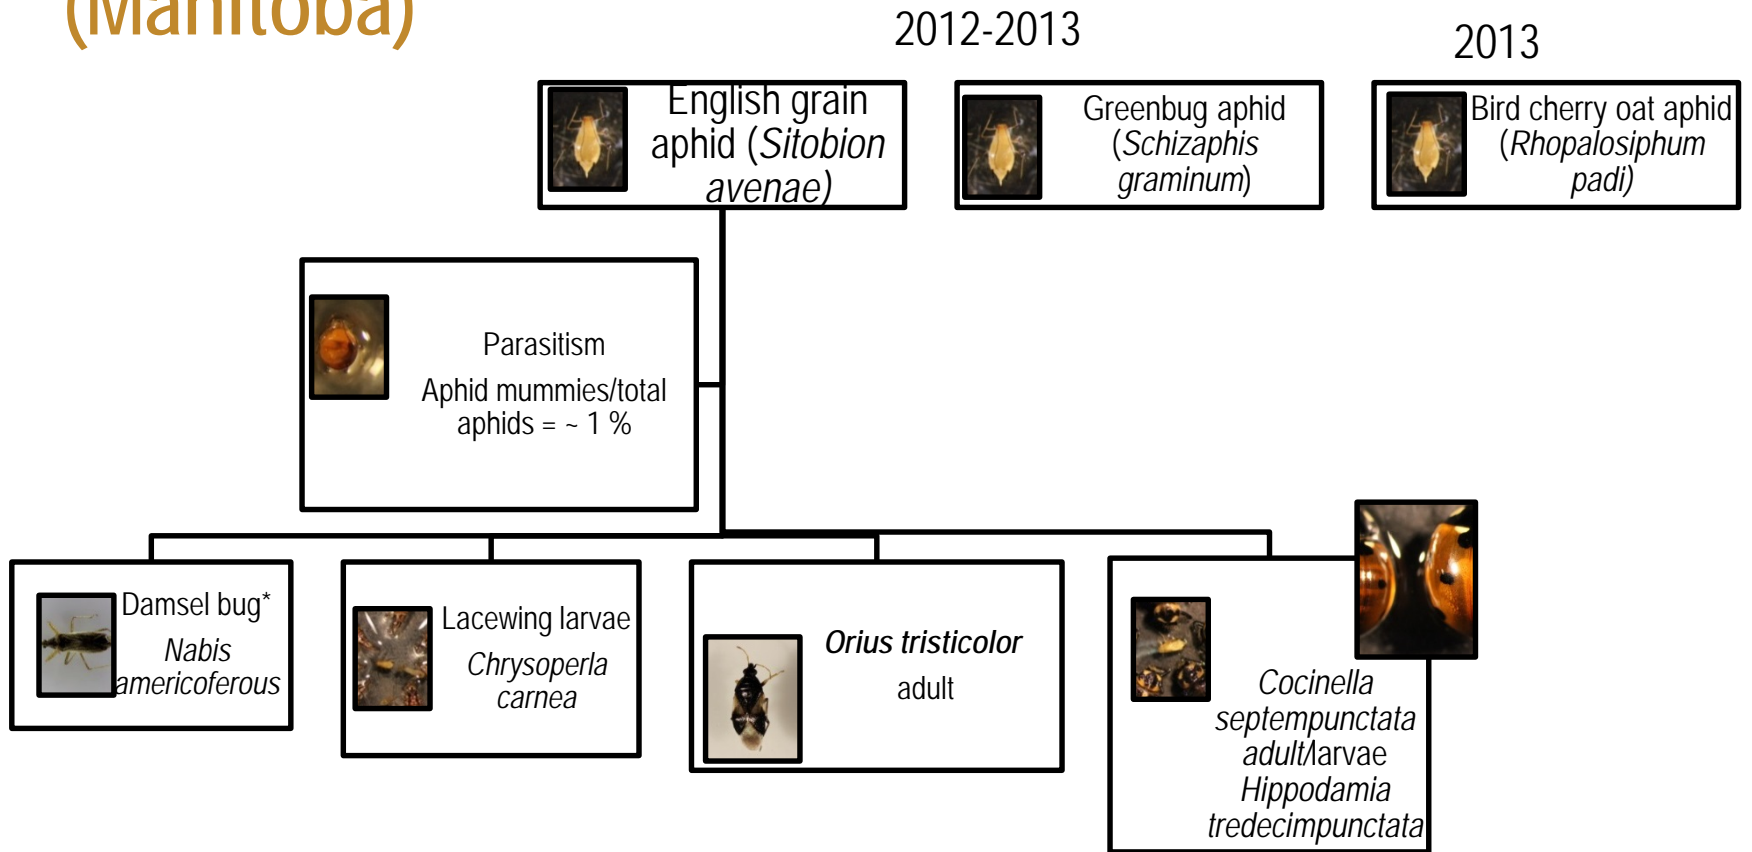 (Manitoba)
2012-2013
2013
English grain
aphid (Sitobion
avenae)
Greenbug aphid
(Schizaphis
graminum)
Bird cherry oat aphid
(Rhopalosiphum
padi)
Parasitism
Aphid mummies/total
aphids = ~ 1 %
Damsel bug*
Nabis
americoferous
Lacewing larvae
Chrysoperla
carnea
Orius tristicolor
adult
Cocinella
septempunctata
adult/larvae
Hippodamia
tredecimpunctata